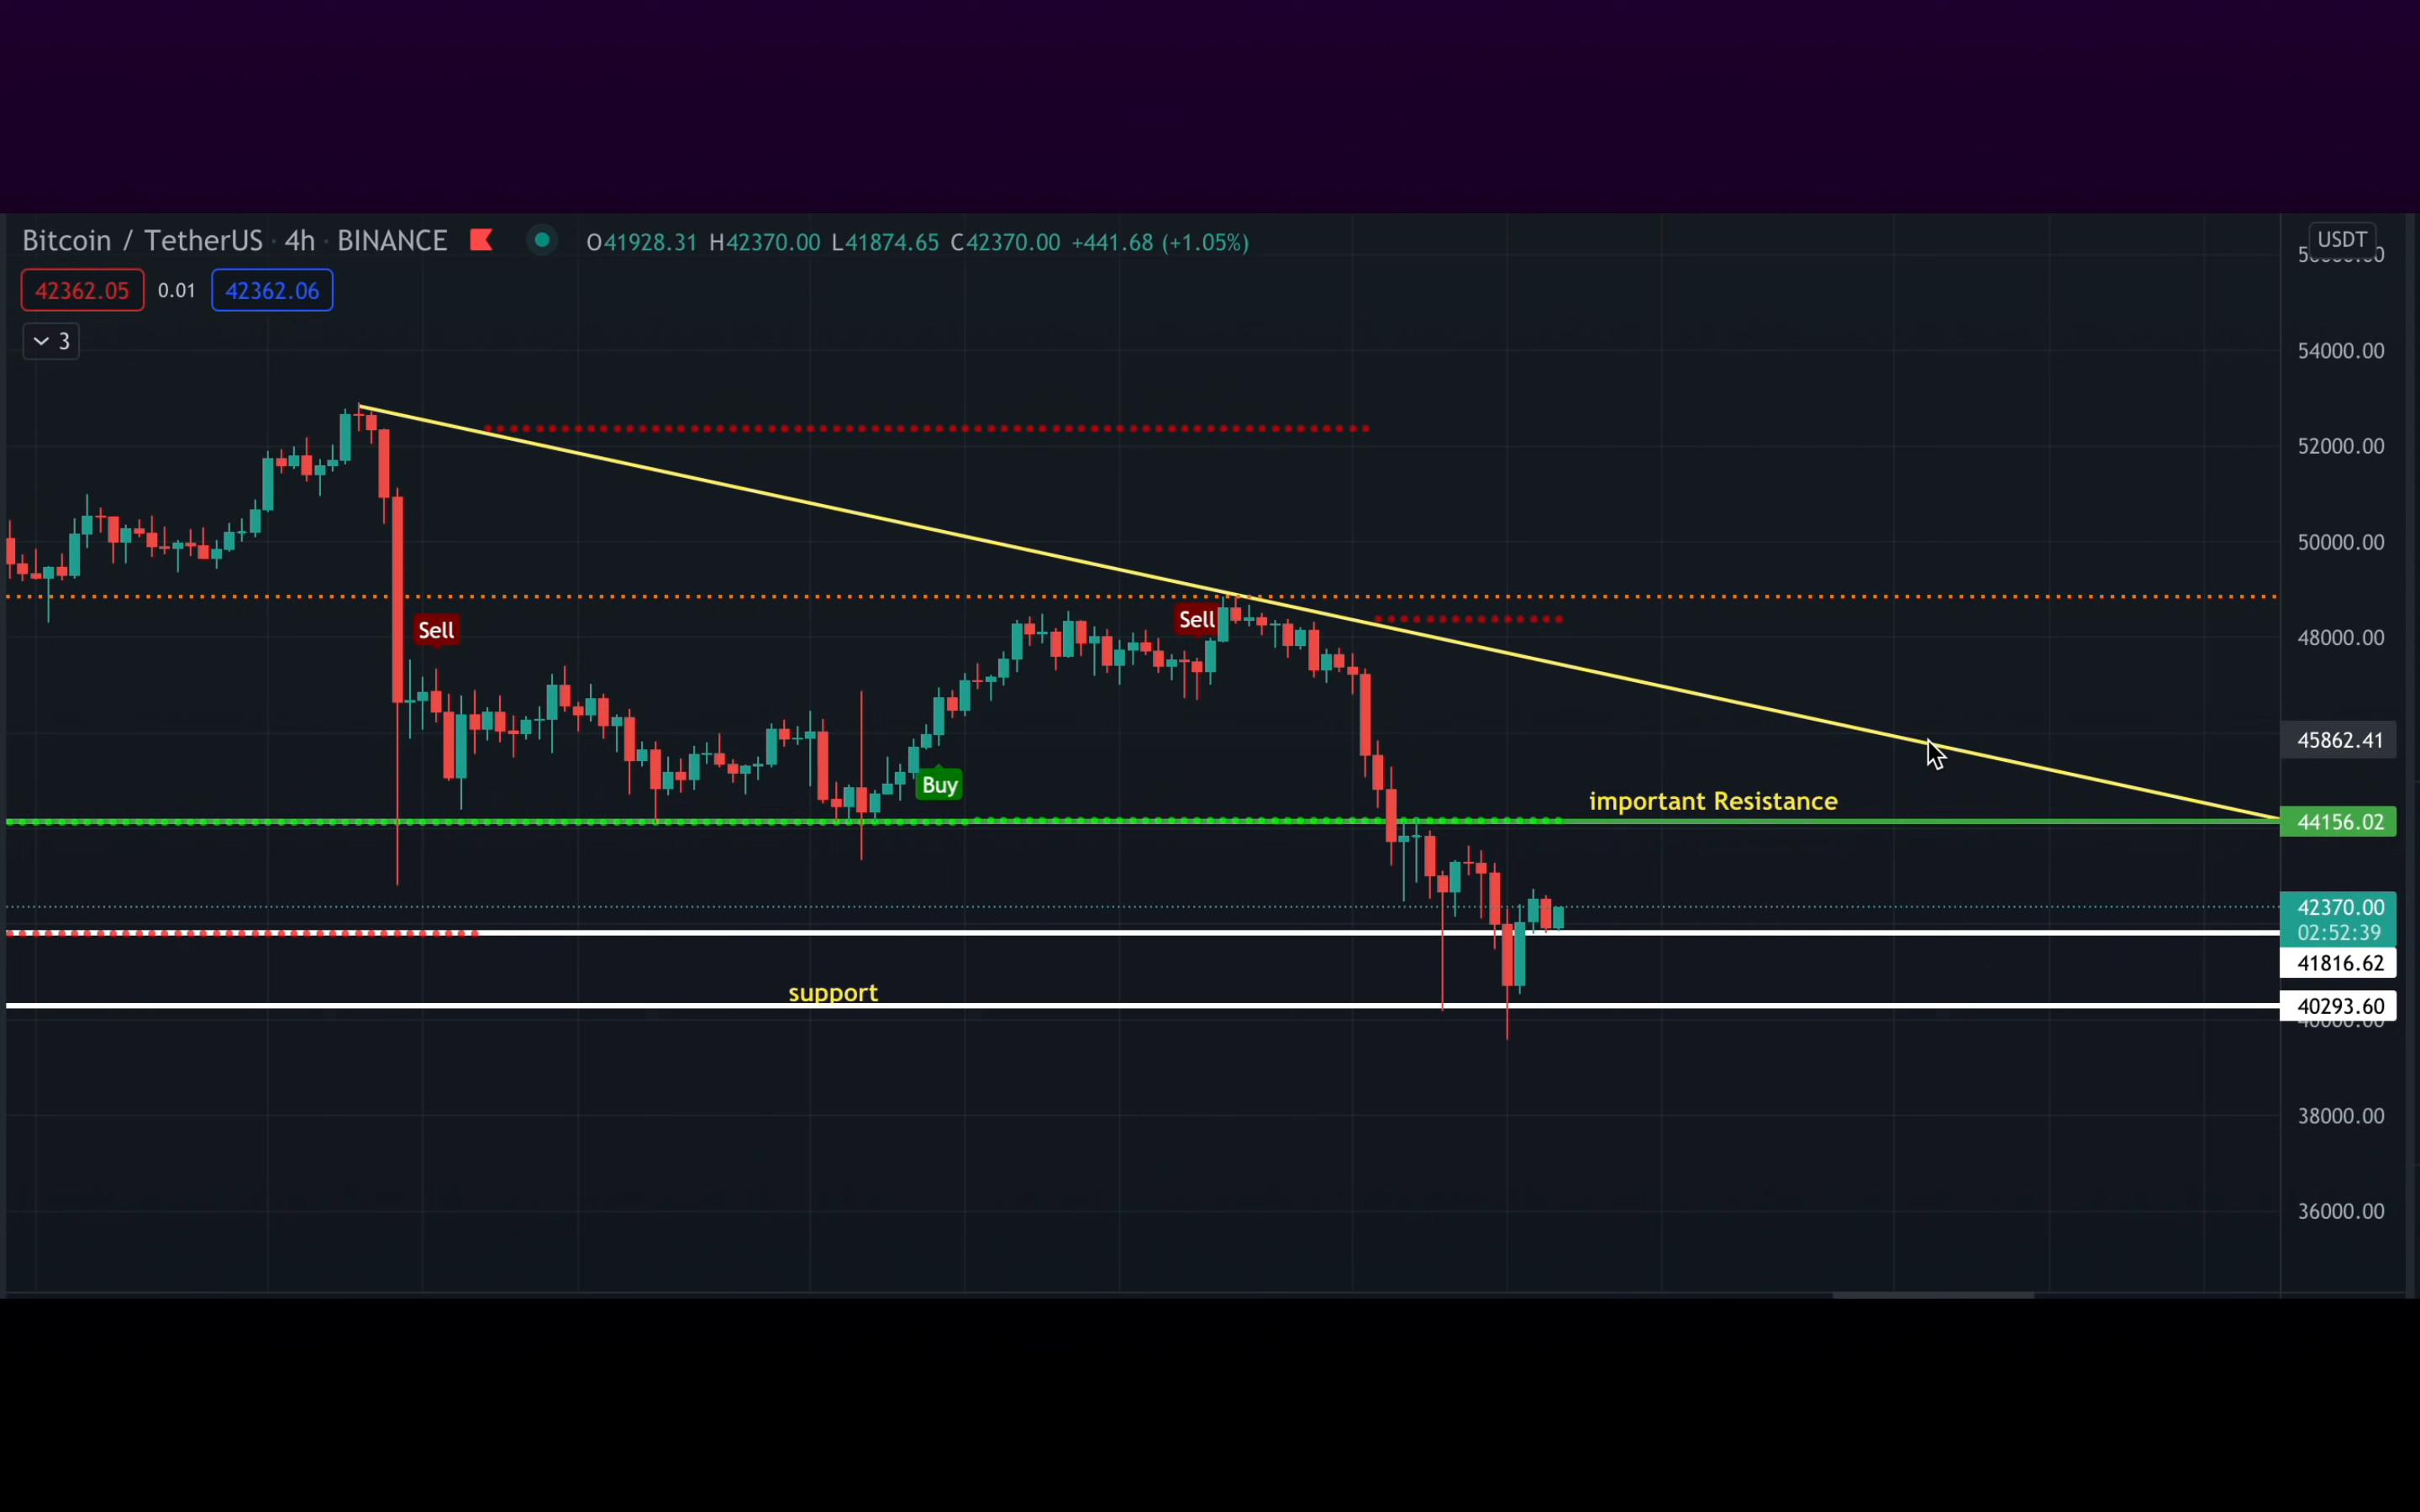 Bitcoin / TetherUS · 4h · BINANCE O41928.31 H42370.00 L41874.65 C42370.00 +441.68 (+1.05%)
USDT
42362.05 0.01 42362.06
3
54000.00
52000.00
50000.00
Sell
Sell
48000.00
45862.41
Buy
important Resistance
44156.02
42370.00
02:52:39
41816.62
support
40293.60
40000.00
38000.00
36000.00